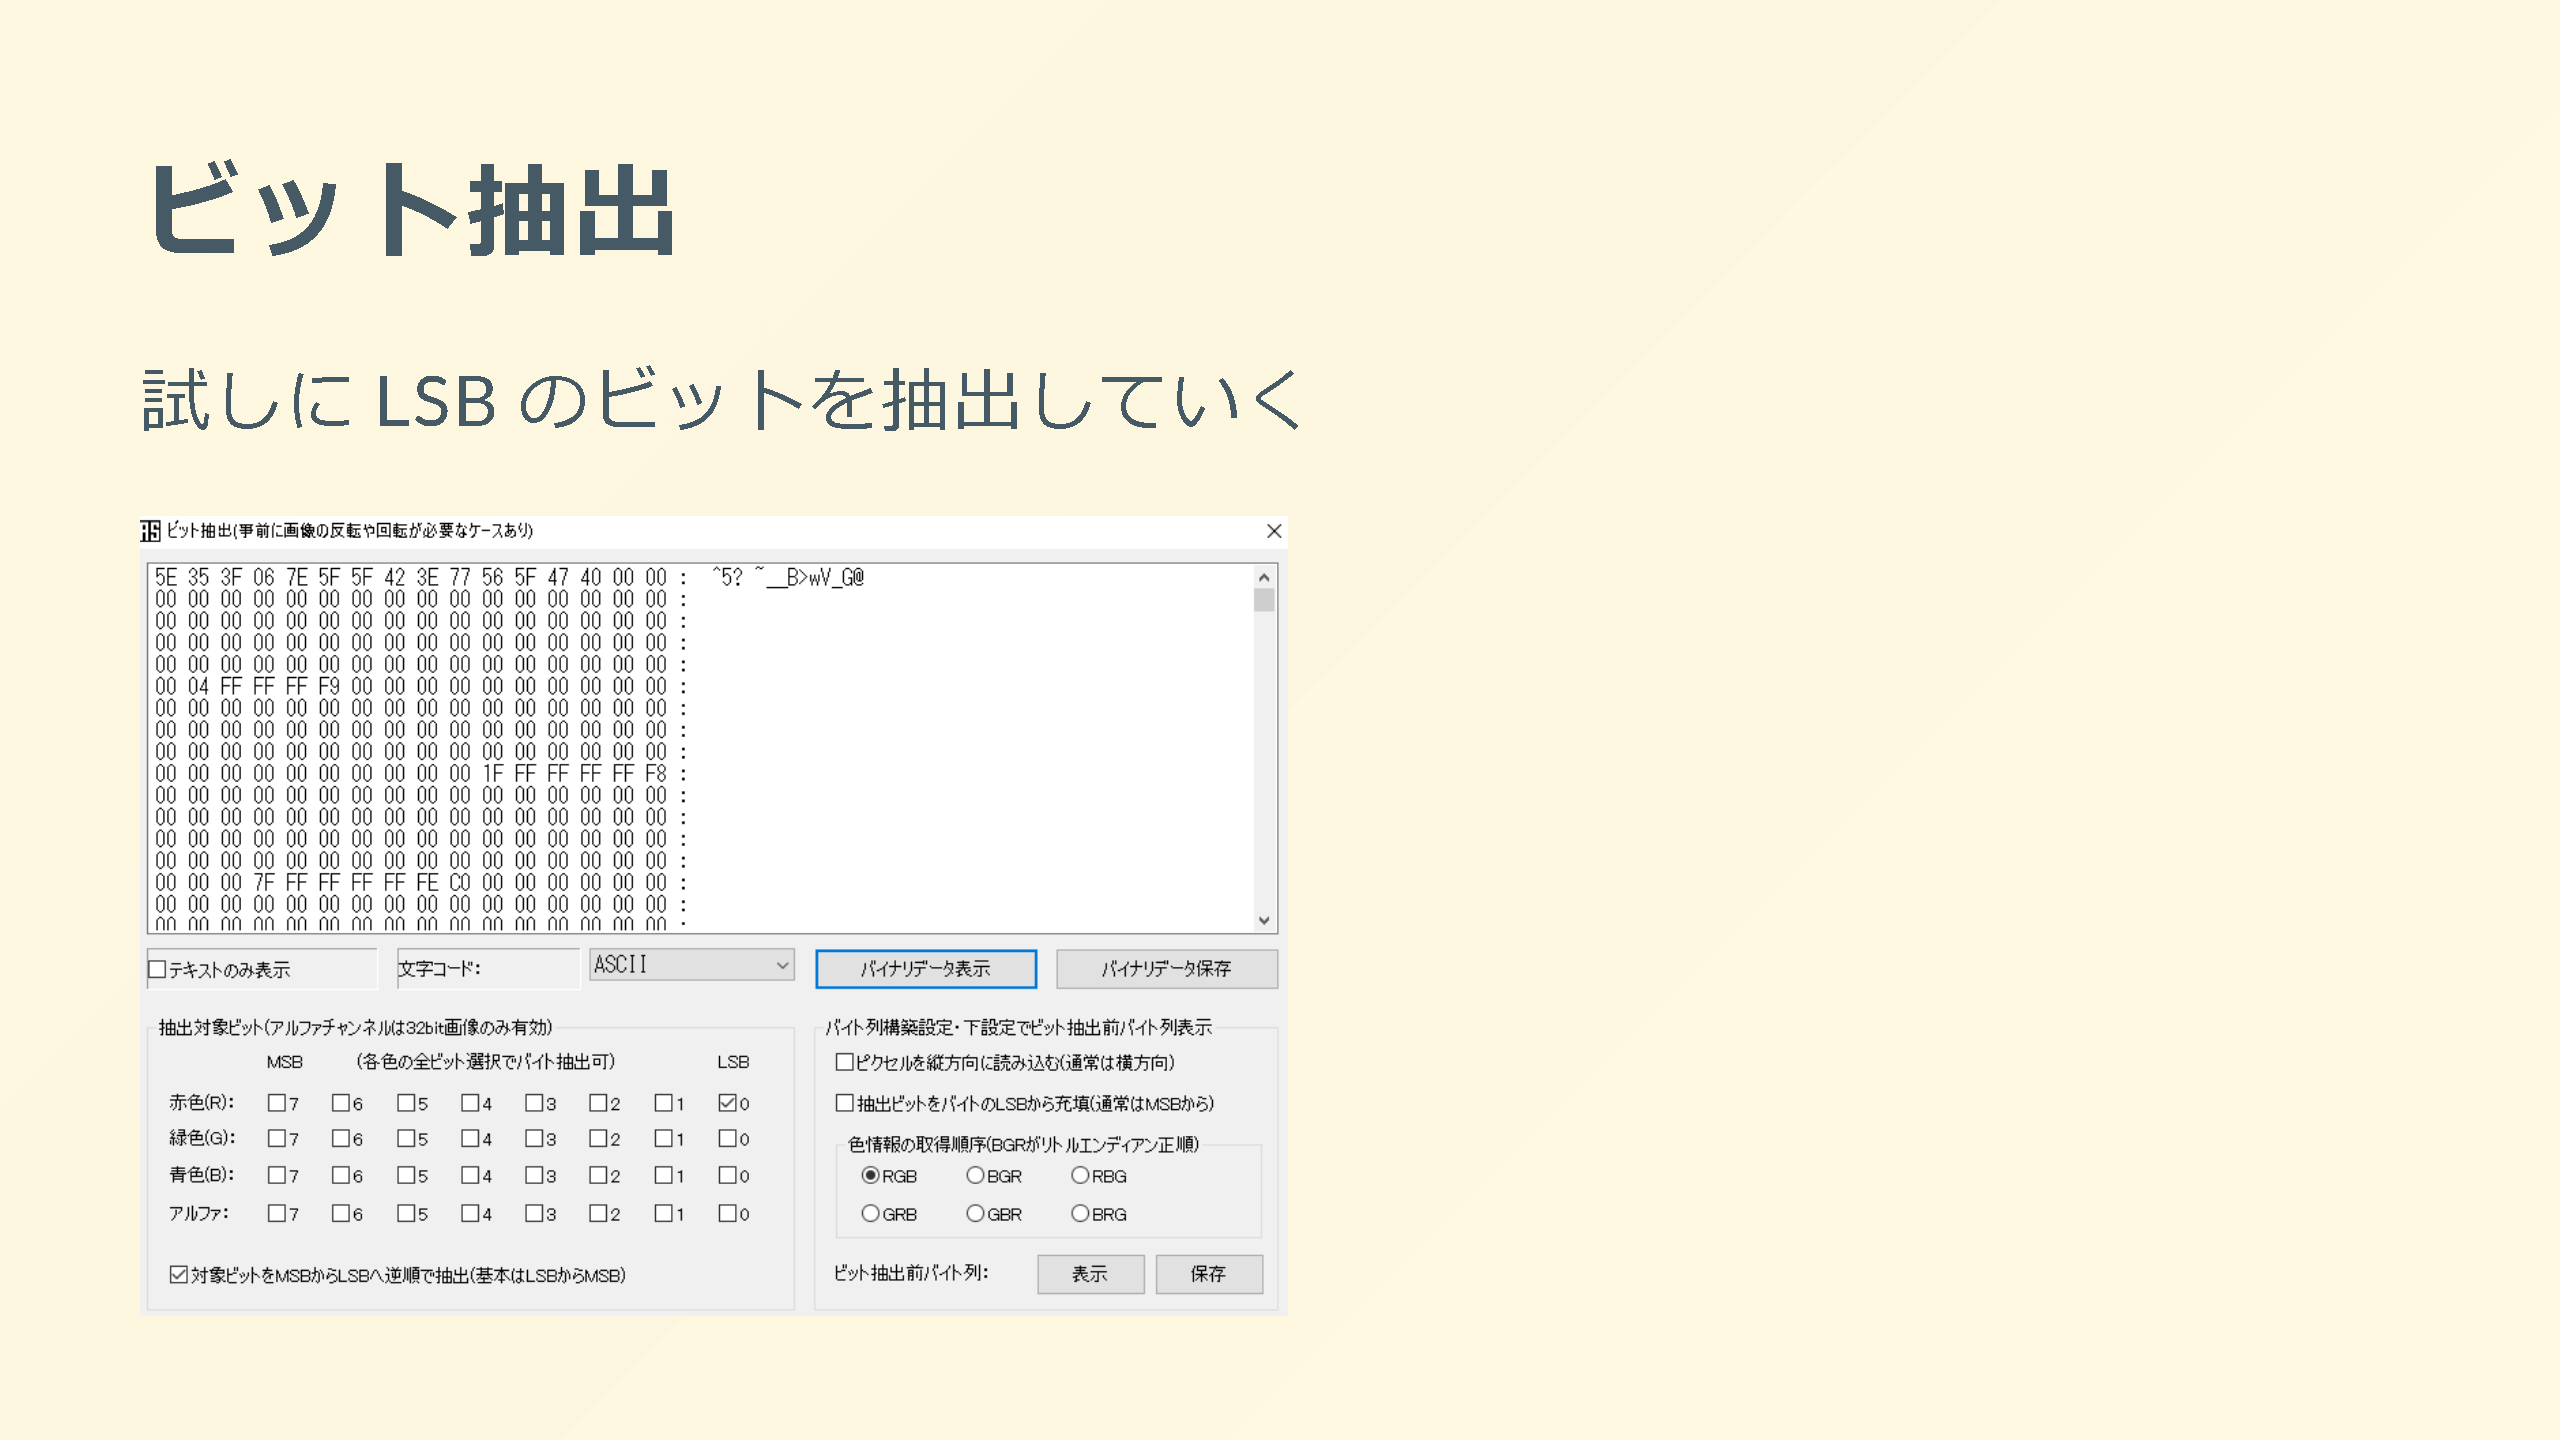 ビット抽出
試しに LSB のビットを抽出していく
ビット抽出(事前に画像の反転や回転が必要なケースあり)
5E 35 3F 06 7E 5F 5F 42 3E 77 56 5F 47 40 00 00 : ^5? ~__B>wV_G@
00 00 00 00 00 00 00 00 00 00 00 00 00 00 00 00 :
00 00 00 00 00 00 00 00 00 00 00 00 00 00 00 00 :
00 00 00 00 00 00 00 00 00 00 00 00 00 00 00 00 :
00 00 00 00 00 00 00 00 00 00 00 00 00 00 00 00 :
00 04 FF FF FF F9 00 00 00 00 00 00 00 00 00 00 :
00 00 00 00 00 00 00 00 00 00 00 00 00 00 00 00 :
00 00 00 00 00 00 00 00 00 00 00 00 00 00 00 00 :
00 00 00 00 00 00 00 00 00 00 00 00 00 00 00 00 :
00 00 00 00 00 00 00 00 00 00 1F FF FF FF FF F8 :
00 00 00 00 00 00 00 00 00 00 00 00 00 00 00 00 :
00 00 00 00 00 00 00 00 00 00 00 00 00 00 00 00 :
00 00 00 00 00 00 00 00 00 00 00 00 00 00 00 00 :
00 00 00 00 00 00 00 00 00 00 00 00 00 00 00 00 :
00 00 00 7F FF FF FF FF FE C0 00 00 00 00 00 00 :
00 00 00 00 00 00 00 00 00 00 00 00 00 00 00 00 :
00 00 00 00 00 00 00 00 00 00 00 00 00 00 00 00 :
テキストのみ表示 文字コード: ASCII バイナリデータ表示 バイナリデータ保存
抽出対象ビット(アルファチャンネルは32bit画像のみ有効)
MSB (各色の全ビット選択でバイト抽出可) LSB
赤色(R): 7 6 5 4 3 2 1 0
緑色(G): 7 6 5 4 3 2 1 0
青色(B): 7 6 5 4 3 2 1 0
アルファ: 7 6 5 4 3 2 1 0
対象ビットをMSBからLSBへ逆順で抽出(基本はLSBからMSB)
バイト列構築設定・下設定でビット抽出前バイト列表示
ピクセルを縦方向に読み込む(通常は横方向)
抽出ビットをバイトのLSBから充填(通常はMSBから)
色情報の取得順序(BGRがリトルエンディアン正順)
RGB BGR RBG
GRB GBR BRG
ビット抽出前バイト列: 表示 保存